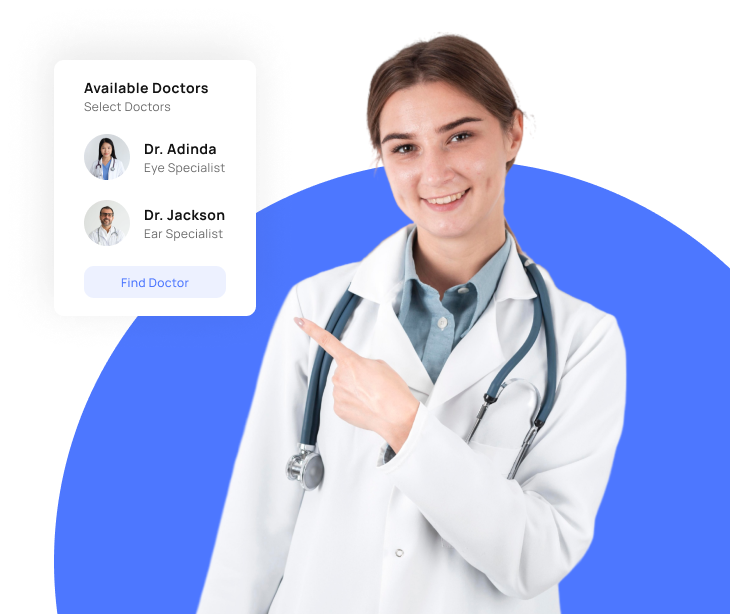 Available Doctors
Select Doctors
Dr. Adinda
Eye Specialist
Dr. Jackson
Ear Specialist
Find Doctor